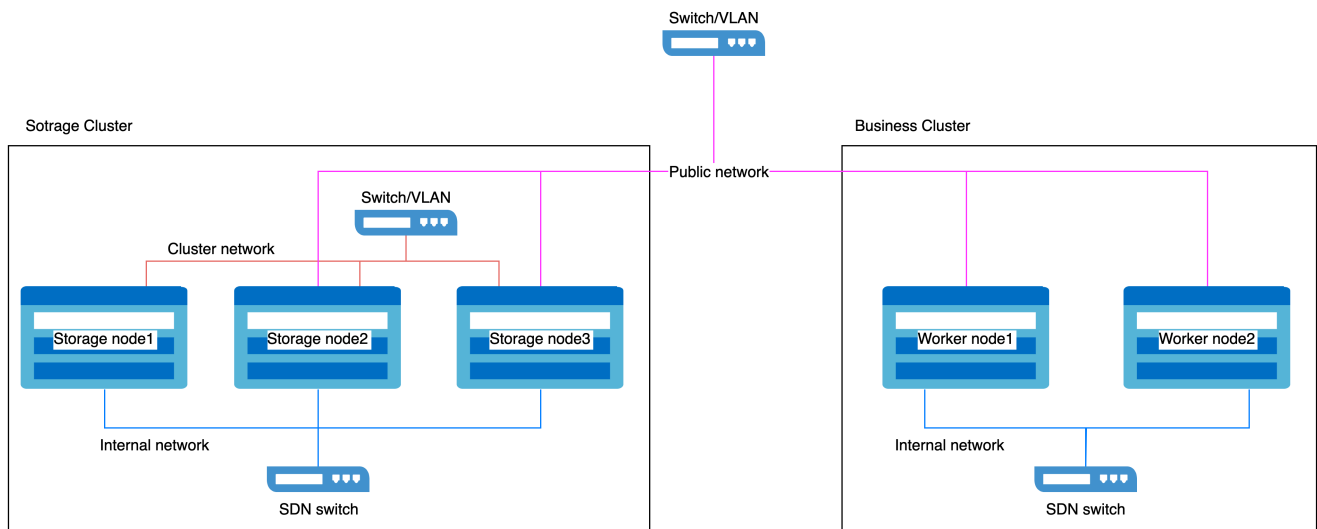 Switch/VLAN
Sotrage Cluster
Business Cluster
Public network
Switch/VLAN
Cluster network
Storage node1
Storage node2
Storage node3
Worker node1
Worker node2
Internal network
Internal network
SDN switch
SDN switch